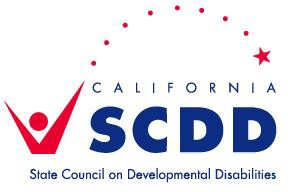 CALIFORNIA
SCDD
State Council on Developmental Disabilities